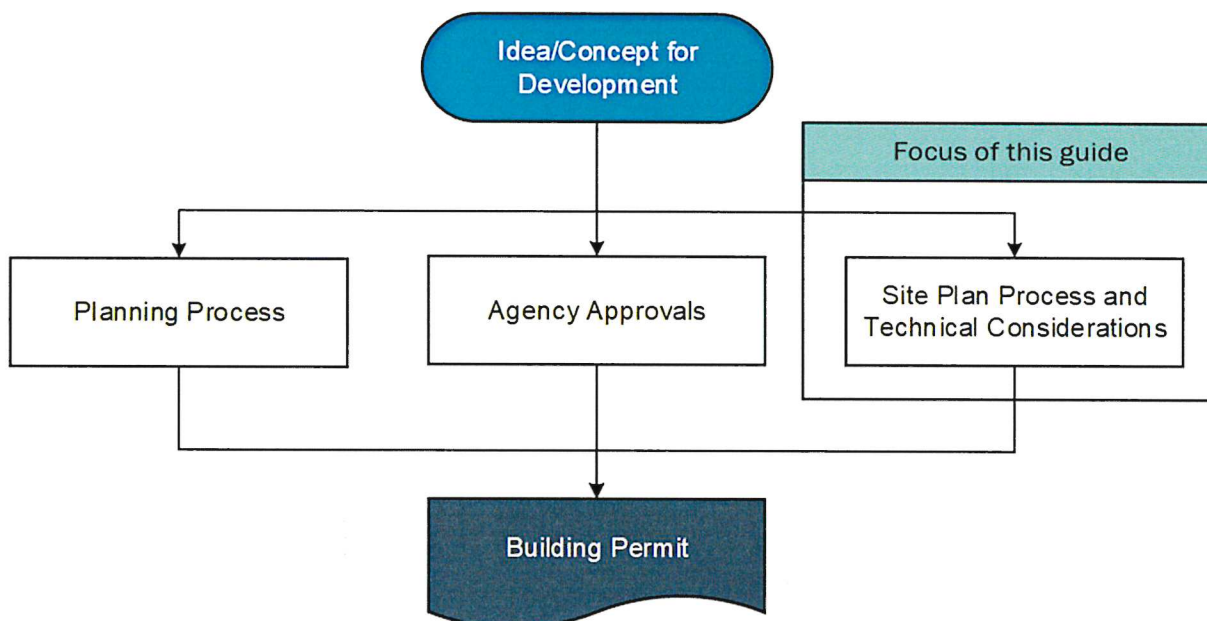 Idea/Concept for
Development
Focus of this guide
Planning Process
Agency Approvals
Site Plan Process and
Technical Considerations
Building Permit